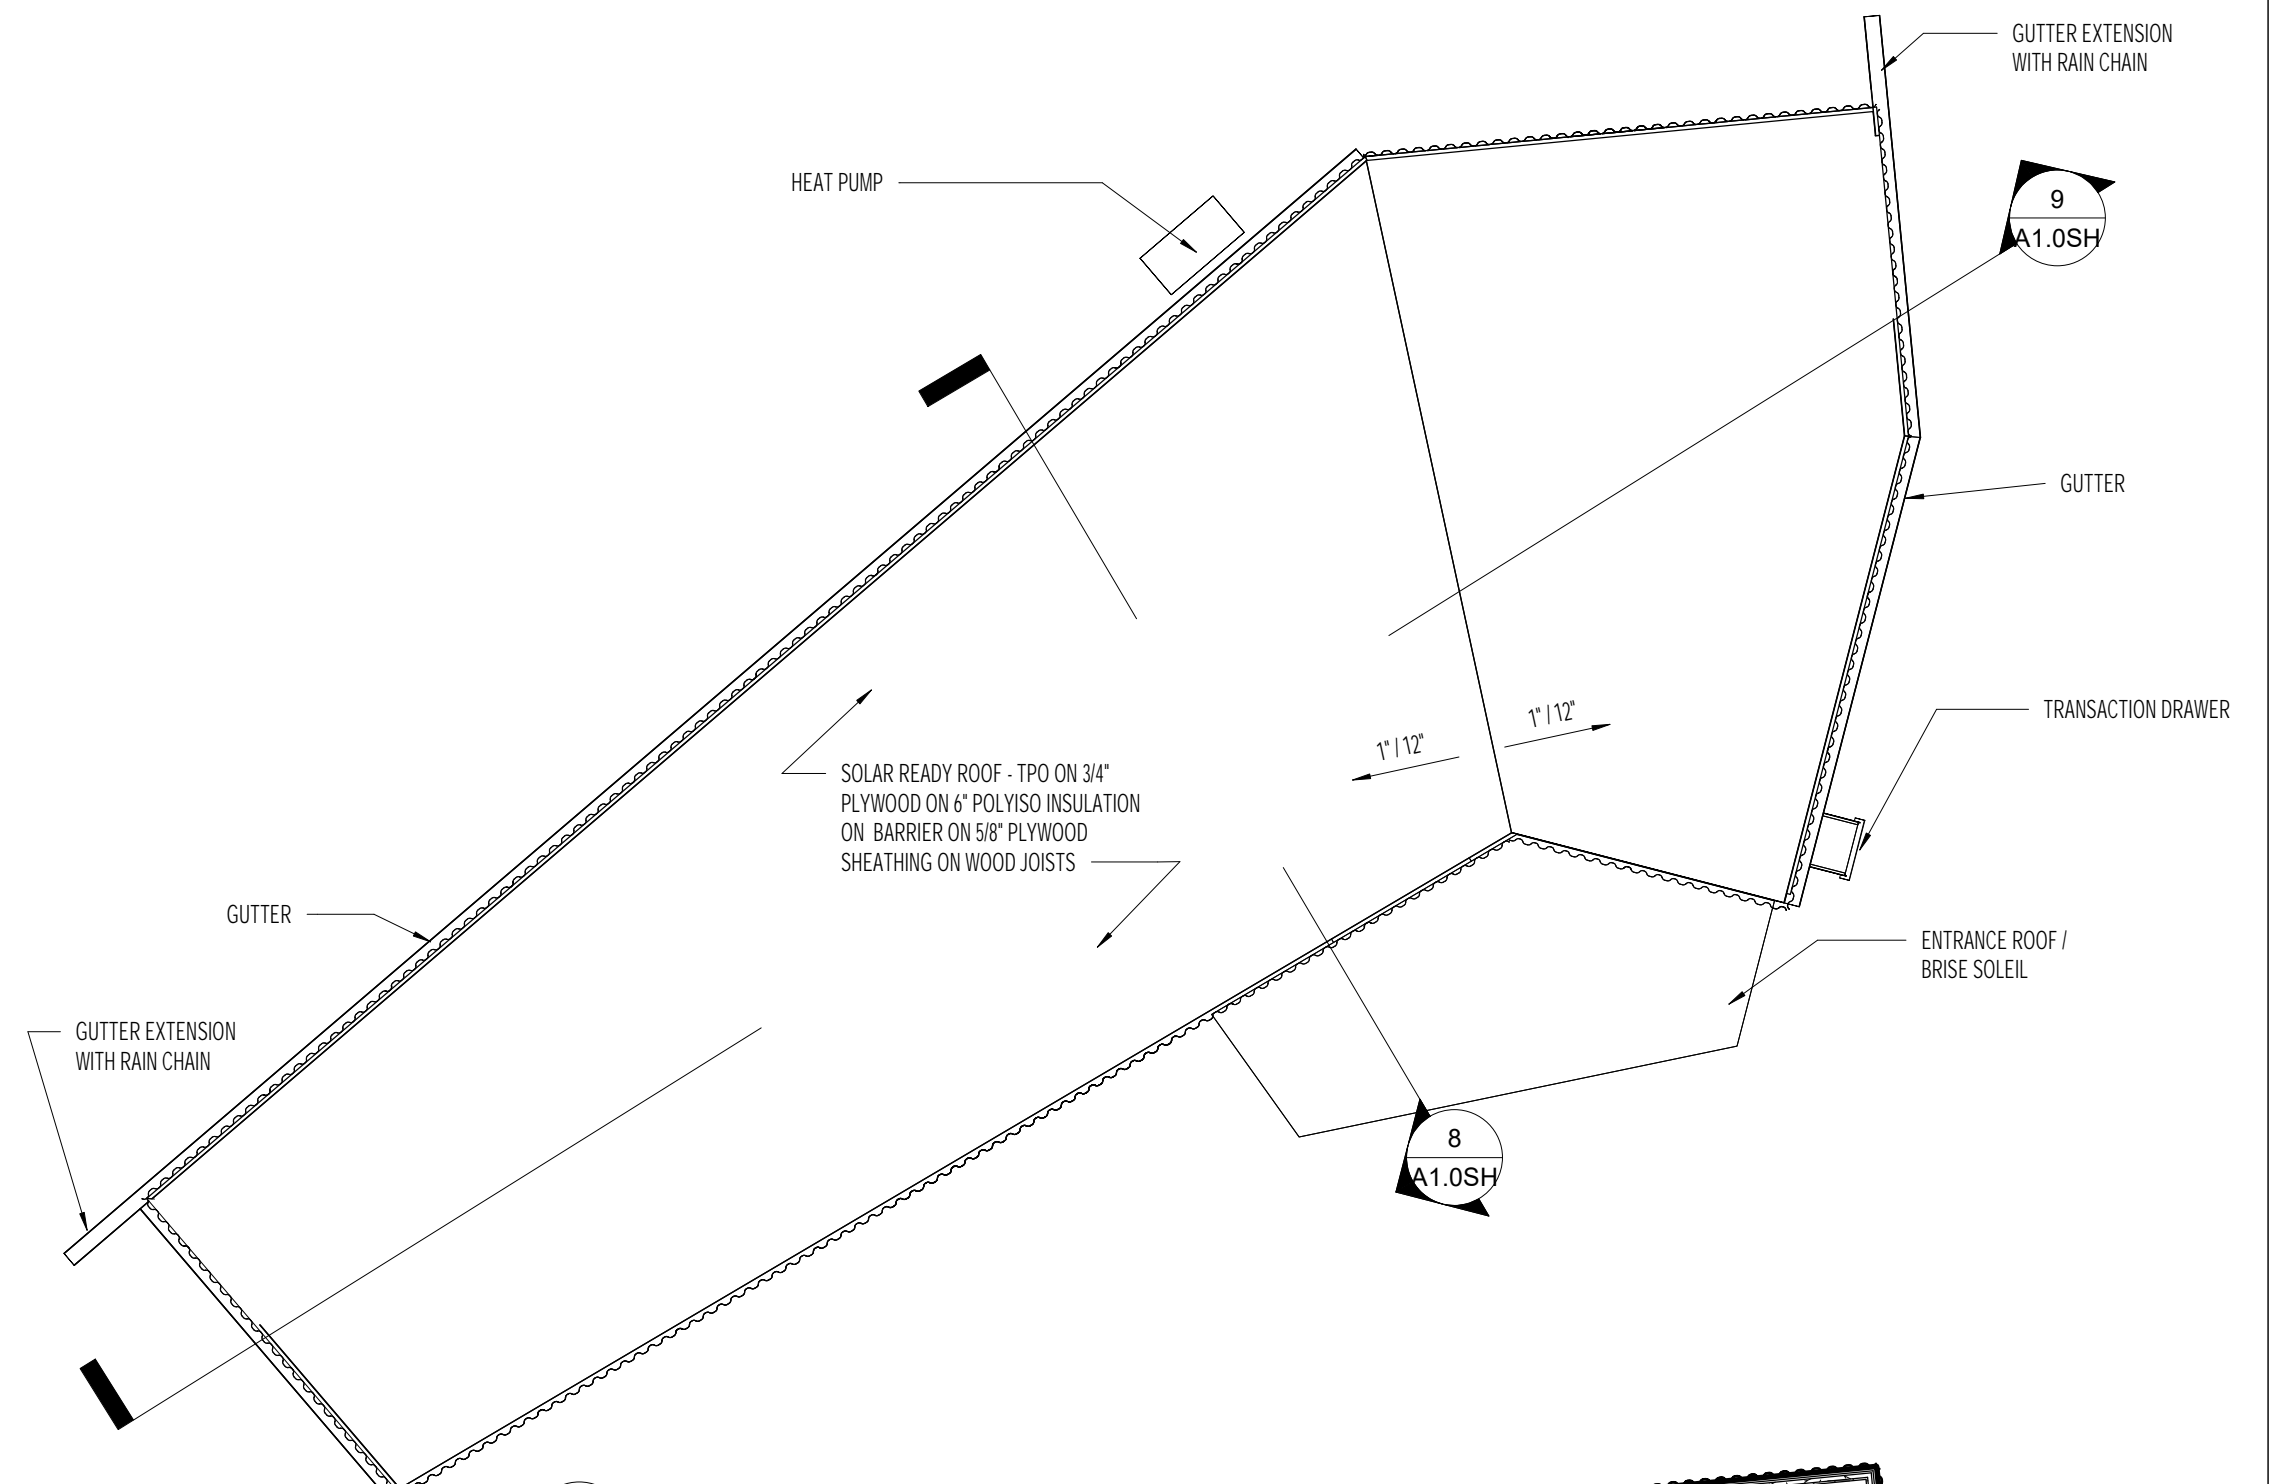 GUTTER EXTENSION
WITH RAIN CHAIN
HEAT PUMP
9
A1.0SH
GUTTER
TRANSACTION DRAWER
1" / 12"
1" / 12"
SOLAR READY ROOF - TPO ON 3/4"
PLYWOOD ON 6" POLYISO INSULATION
ON BARRIER ON 5/8" PLYWOOD
SHEATHING ON WOOD JOISTS
GUTTER
ENTRANCE ROOF /
BRISE SOLEIL
GUTTER EXTENSION
WITH RAIN CHAIN
8
A1.0SH